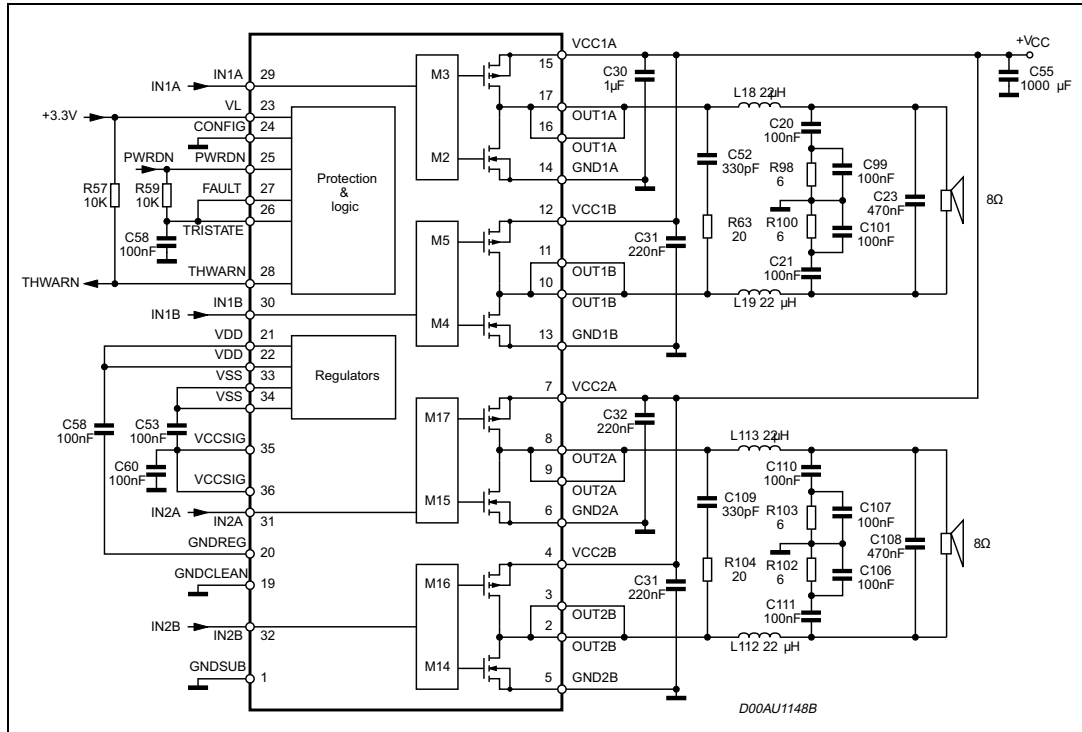 IN1A
IN1A
29
VL
23
+3.3V
CONFIG
24
PWRDN
PWRDN
25
FAULT
27
26
TRISTATE
R57
10K
R59
10K
C58
100nF
THWARN
THWARN
28
IN1B
IN1B
30
VDD
21
VDD
22
VSS
33
VSS
34
C58
100nF
C53
100nF
VCCSIG
35
C60
100nF
VCCSIG
36
IN2A
IN2A
31
GNDREG
20
GNDCLEAN
19
IN2B
IN2B
32
GNDSUB
1
Protection
&
logic
Regulators
M3
M2
M5
M4
M17
M15
M16
M14
15
VCC1A
17
OUT1A
16
OUT1A
14
GND1A
12
VCC1B
11
OUT1B
10
OUT1B
13
GND1B
7
VCC2A
8
OUT2A
9
OUT2A
6
GND2A
4
VCC2B
3
OUT2B
2
OUT2B
5
GND2B
C30
1µF
C31
220nF
C32
220nF
C31
220nF
+VCC
C55
1000 µF
L18 22µH
C52
330pF
R63
20
C20
100nF
R98
6
C99
100nF
R100
6
C101
100nF
C21
100nF
C23
470nF
8Ω
L19 22 µH
L113 22µH
C109
330pF
R104
20
C110
100nF
R103
6
C107
100nF
R102
6
C106
100nF
C111
100nF
C108
470nF
8Ω
L112 22 µH
D00AU1148B